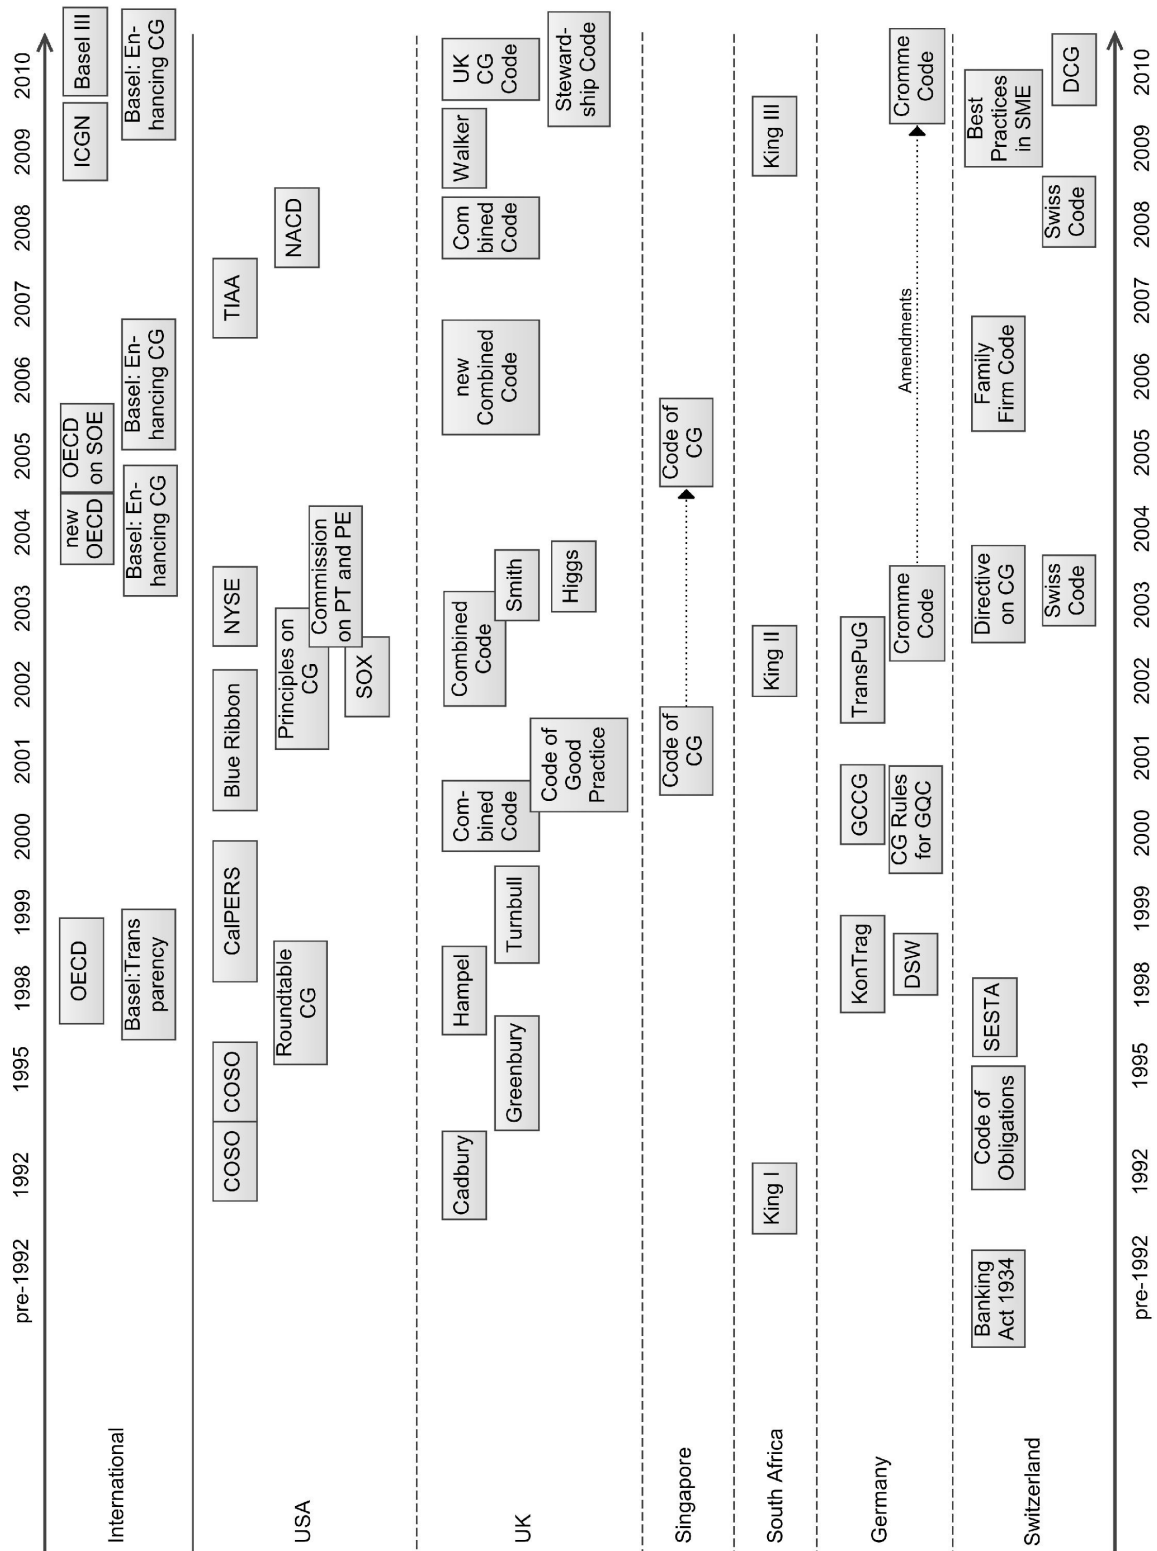 pre-1992
1992
1995
1998
1999
2000
2001
2002
2003
2004
2005
2006
2007
2008
2009
2010
International
OECD
Basel:Trans
parency
new
OECD
OECD
on SOE
Basel: En-
hancing CG
Basel: En-
hancing CG
ICGN
Basel III
Basel: En-
hancing CG
USA
COSO
COSO
CalPERS
Blue Ribbon
NYSE
TIAA
Roundtable
CG
Principles on
CG
NACD
Commission
on PT and PE
SOX
UK
Cadbury
Hampel
Com-
bined
Code
Combined
Code
new
Combined
Code
Com
bined
Code
Walker
UK
CG
Code
Greenbury
Turnbull
Smith
Code of
Good
Practice
Higgs
Steward-
ship Code
Singapore
Code of
CG
Code of
CG
South Africa
King I
King II
King III
Germany
KonTrag
GCCG
TransPuG
DSW
CG Rules
for GQC
Cromme
Code
Amendments
Cromme
Code
Switzerland
Banking
Act 1934
Code of
Obligations
SESTA
Directive
on CG
Family
Firm Code
Best
Practices
in SME
Swiss
Code
Swiss
Code
DCG
pre-1992
1992
1995
1998
1999
2000
2001
2002
2003
2004
2005
2006
2007
2008
2009
2010